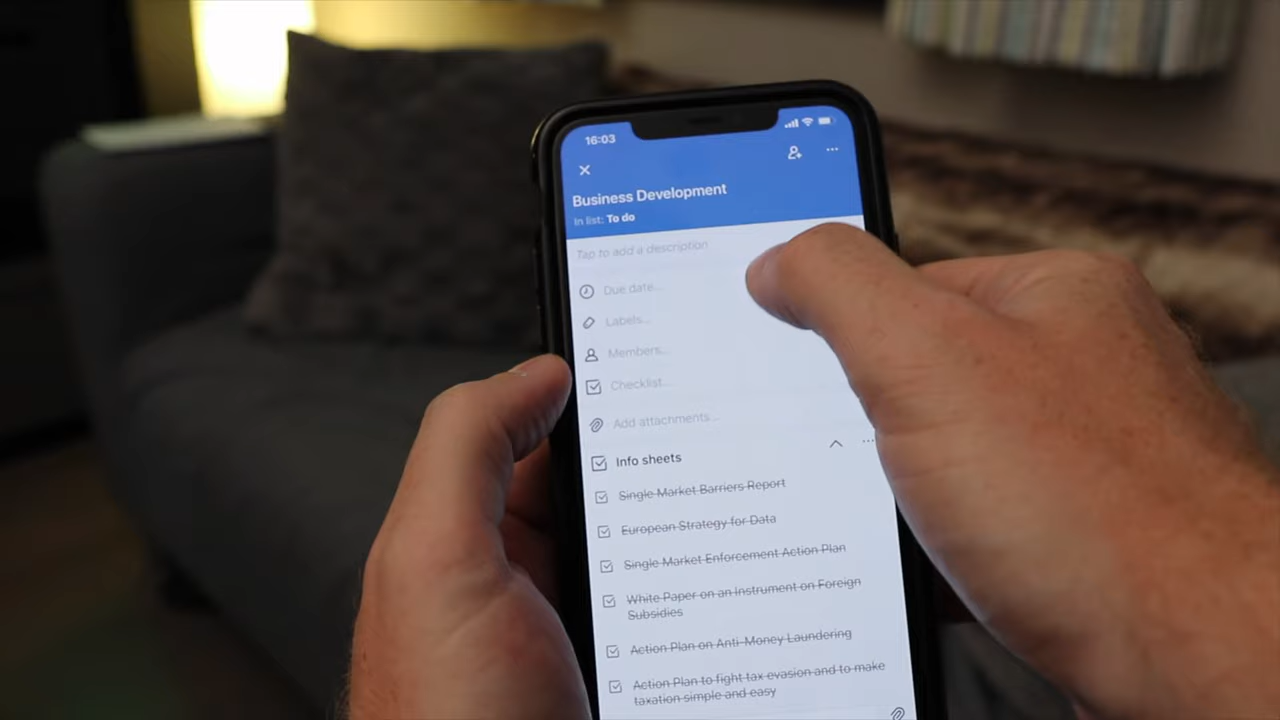 16:03
Business Development
In list: To do
Tap to add a description
Due date...
Labels...
Members...
Checklist...
Add attachments...
Info sheets
Single Market Barriers Report
European Strategy for Data
Single Market Enforcement Action Plan
White Paper on an Instrument on Foreign
Subsidies
Action Plan on Anti-Money Laundering
Action Plan to fight tax evasion and to make
taxation simple and easy